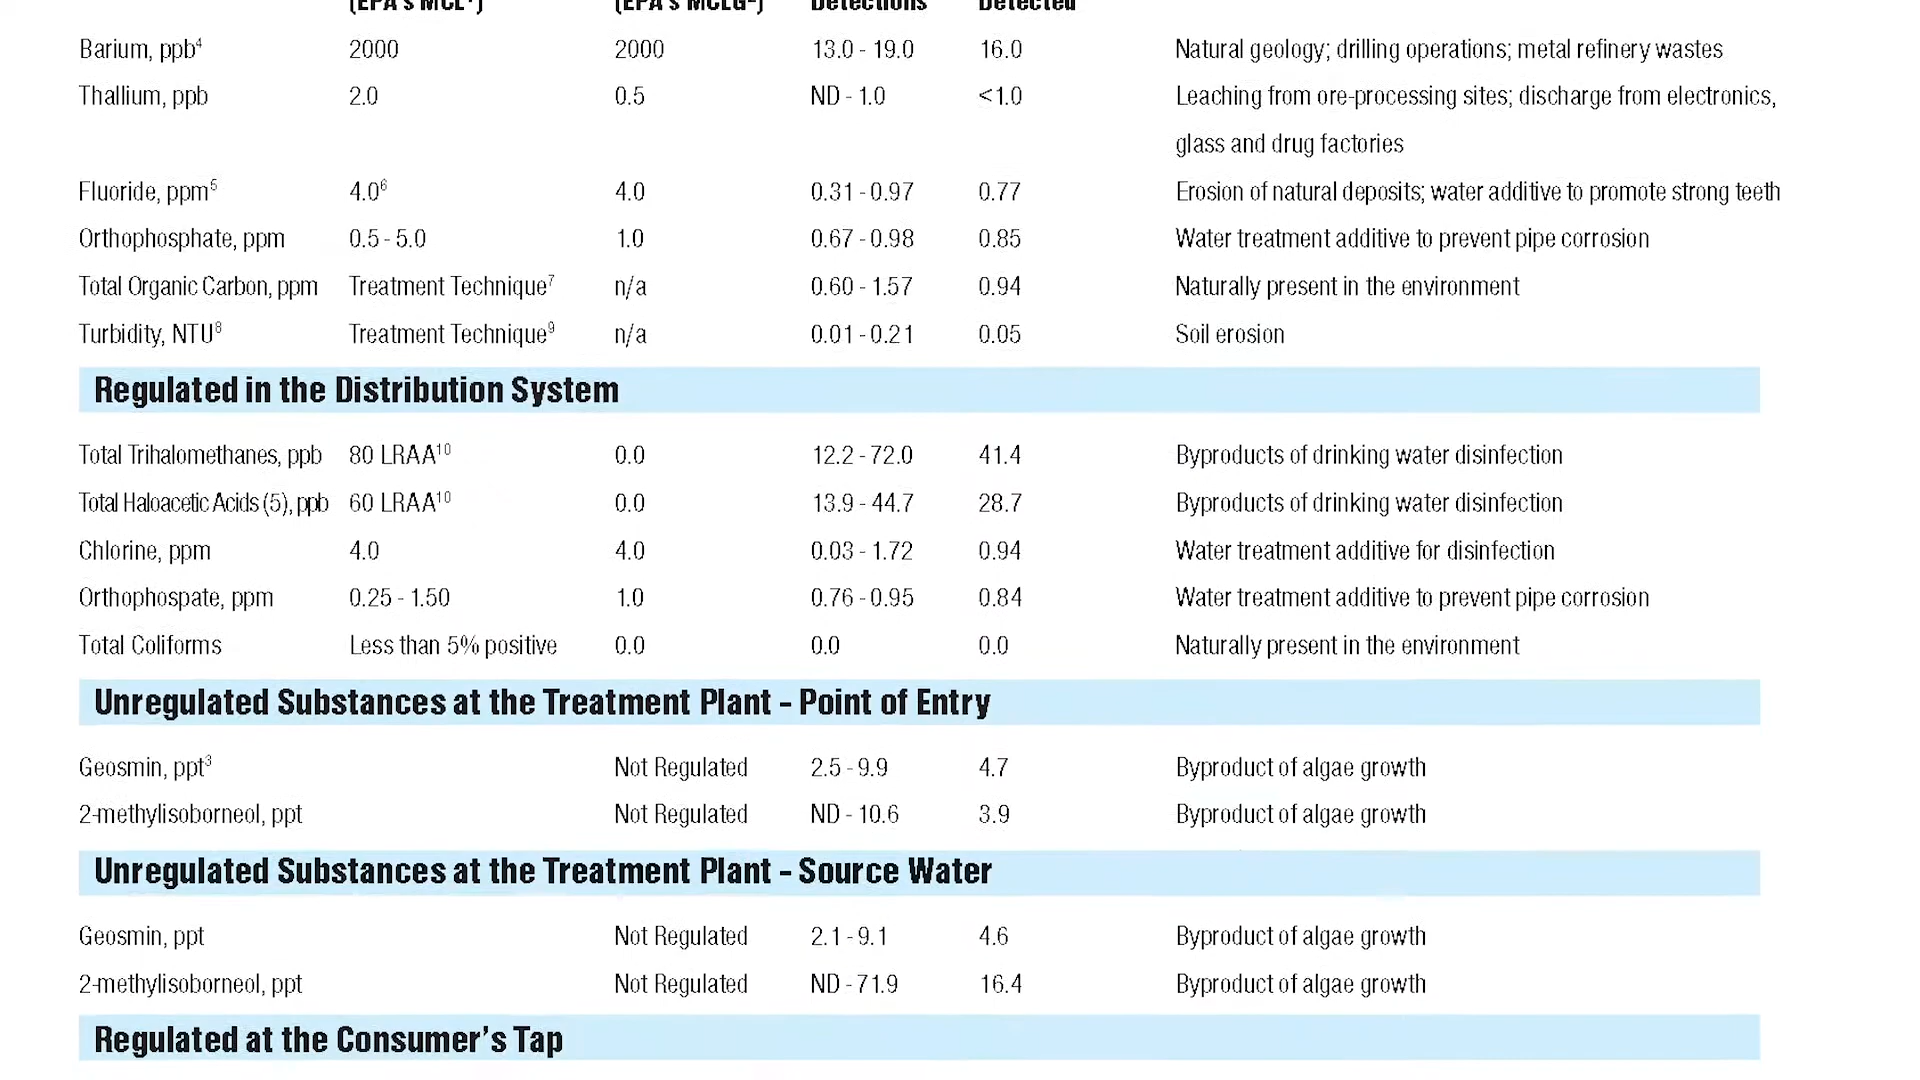 (EPA's MCL¹) (EPA's MCLG²) Detections Detected
Barium, ppb⁴ 2000 2000 13.0 - 19.0 16.0 Natural geology; drilling operations; metal refinery wastes
Thallium, ppb 2.0 0.5 ND - 1.0 <1.0 Leaching from ore-processing sites; discharge from electronics,
glass and drug factories
Fluoride, ppm⁵ 4.0⁶ 4.0 0.31 - 0.97 0.77 Erosion of natural deposits; water additive to promote strong teeth
Orthophosphate, ppm 0.5 - 5.0 1.0 0.67 - 0.98 0.85 Water treatment additive to prevent pipe corrosion
Total Organic Carbon, ppm Treatment Technique⁷ n/a 0.60 - 1.57 0.94 Naturally present in the environment
Turbidity, NTU⁸ Treatment Technique⁹ n/a 0.01 - 0.21 0.05 Soil erosion
Regulated in the Distribution System
Total Trihalomethanes, ppb 80 LRAA¹⁰ 0.0 12.2 - 72.0 41.4 Byproducts of drinking water disinfection
Total Haloacetic Acids (5), ppb 60 LRAA¹⁰ 0.0 13.9 - 44.7 28.7 Byproducts of drinking water disinfection
Chlorine, ppm 4.0 4.0 0.03 - 1.72 0.94 Water treatment additive for disinfection
Orthophospate, ppm 0.25 - 1.50 1.0 0.76 - 0.95 0.84 Water treatment additive to prevent pipe corrosion
Total Coliforms Less than 5% positive 0.0 0.0 0.0 Naturally present in the environment
Unregulated Substances at the Treatment Plant - Point of Entry
Geosmin, ppt³ Not Regulated 2.5 - 9.9 4.7 Byproduct of algae growth
2-methylisoborneol, ppt Not Regulated ND - 10.6 3.9 Byproduct of algae growth
Unregulated Substances at the Treatment Plant - Source Water
Geosmin, ppt Not Regulated 2.1 - 9.1 4.6 Byproduct of algae growth
2-methylisoborneol, ppt Not Regulated ND - 71.9 16.4 Byproduct of algae growth
Regulated at the Consumer's Tap